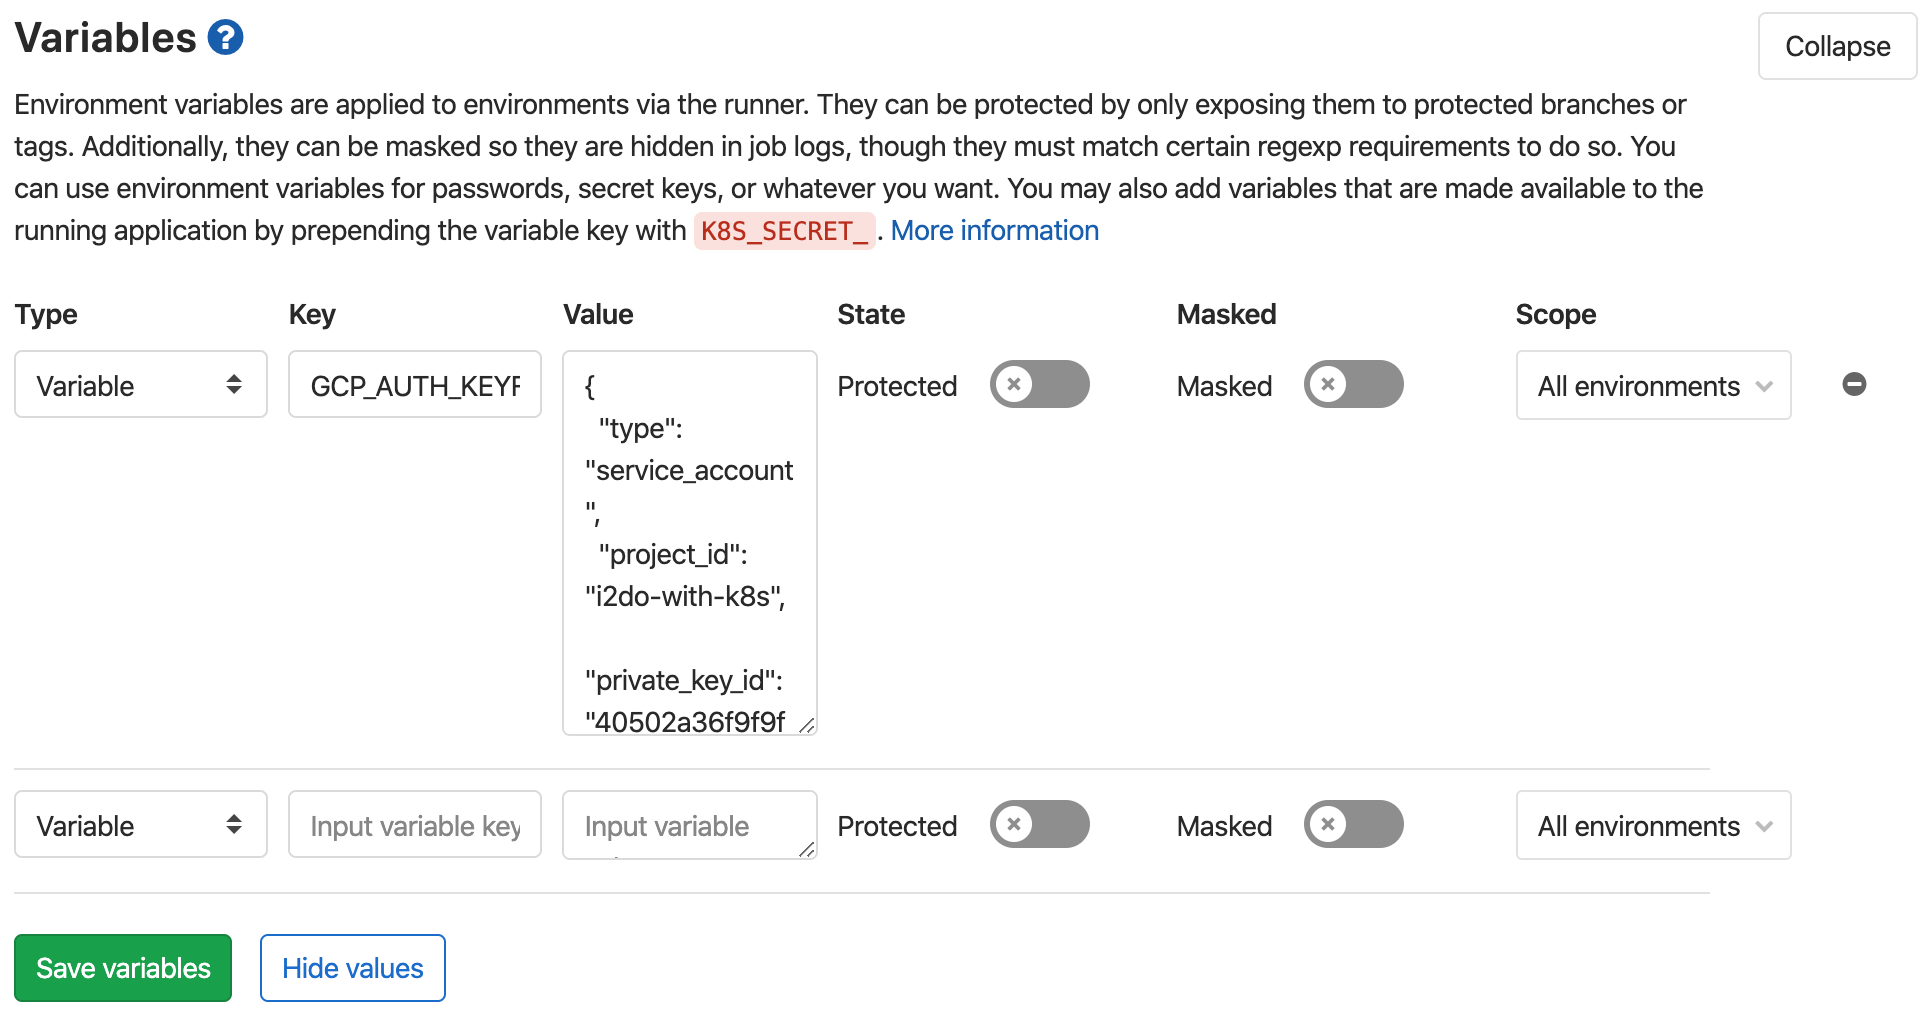 Variables
Collapse
Environment variables are applied to environments via the runner. They can be protected by only exposing them to protected branches or
tags. Additionally, they can be masked so they are hidden in job logs, though they must match certain regexp requirements to do so. You
can use environment variables for passwords, secret keys, or whatever you want. You may also add variables that are made available to the
running application by prepending the variable key with K8S_SECRET_. More information
Type Key Value State Masked Scope
Variable GCP_AUTH_KEYF { Protected Masked All environments
"type":
"service_account
",
"project_id":
"i2do-with-k8s",
"private_key_id":
"40502a36f9f9f
Variable Input variable key Input variable Protected Masked All environments
Save variables Hide values